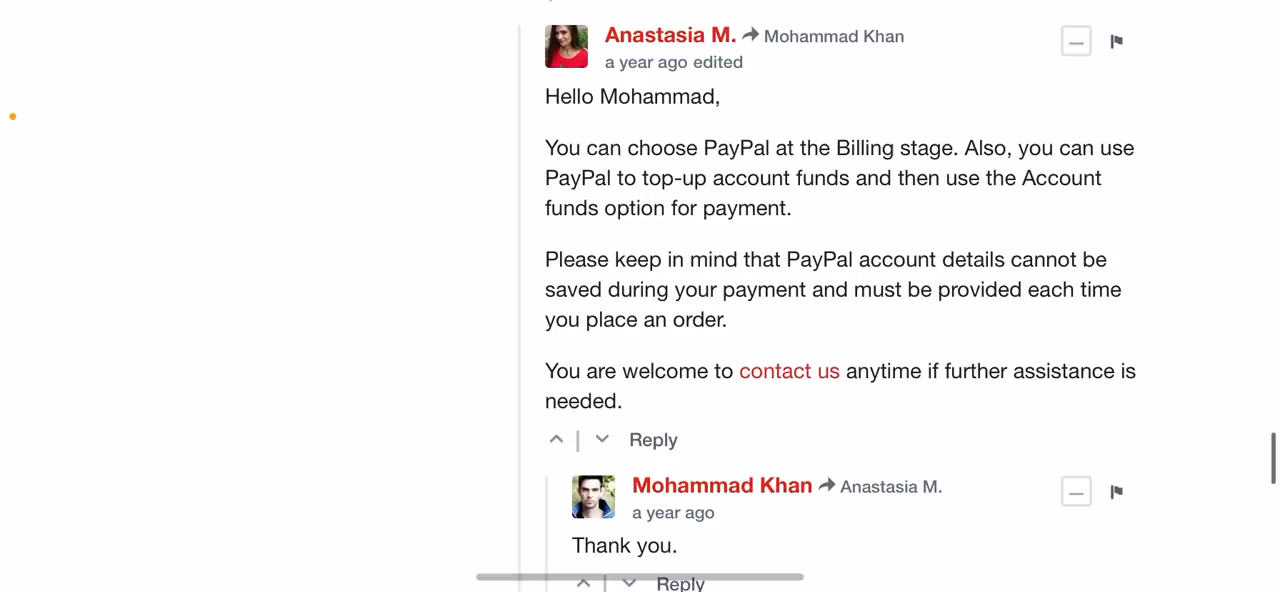 Anastasia M. Mohammad Khan
a year ago edited
Hello Mohammad,
You can choose PayPal at the Billing stage. Also, you can use
PayPal to top-up account funds and then use the Account
funds option for payment.
Please keep in mind that PayPal account details cannot be
saved during your payment and must be provided each time
you place an order.
You are welcome to contact us anytime if further assistance is
needed.
Reply
Mohammad Khan Anastasia M.
a year ago
Thank you.
Reply